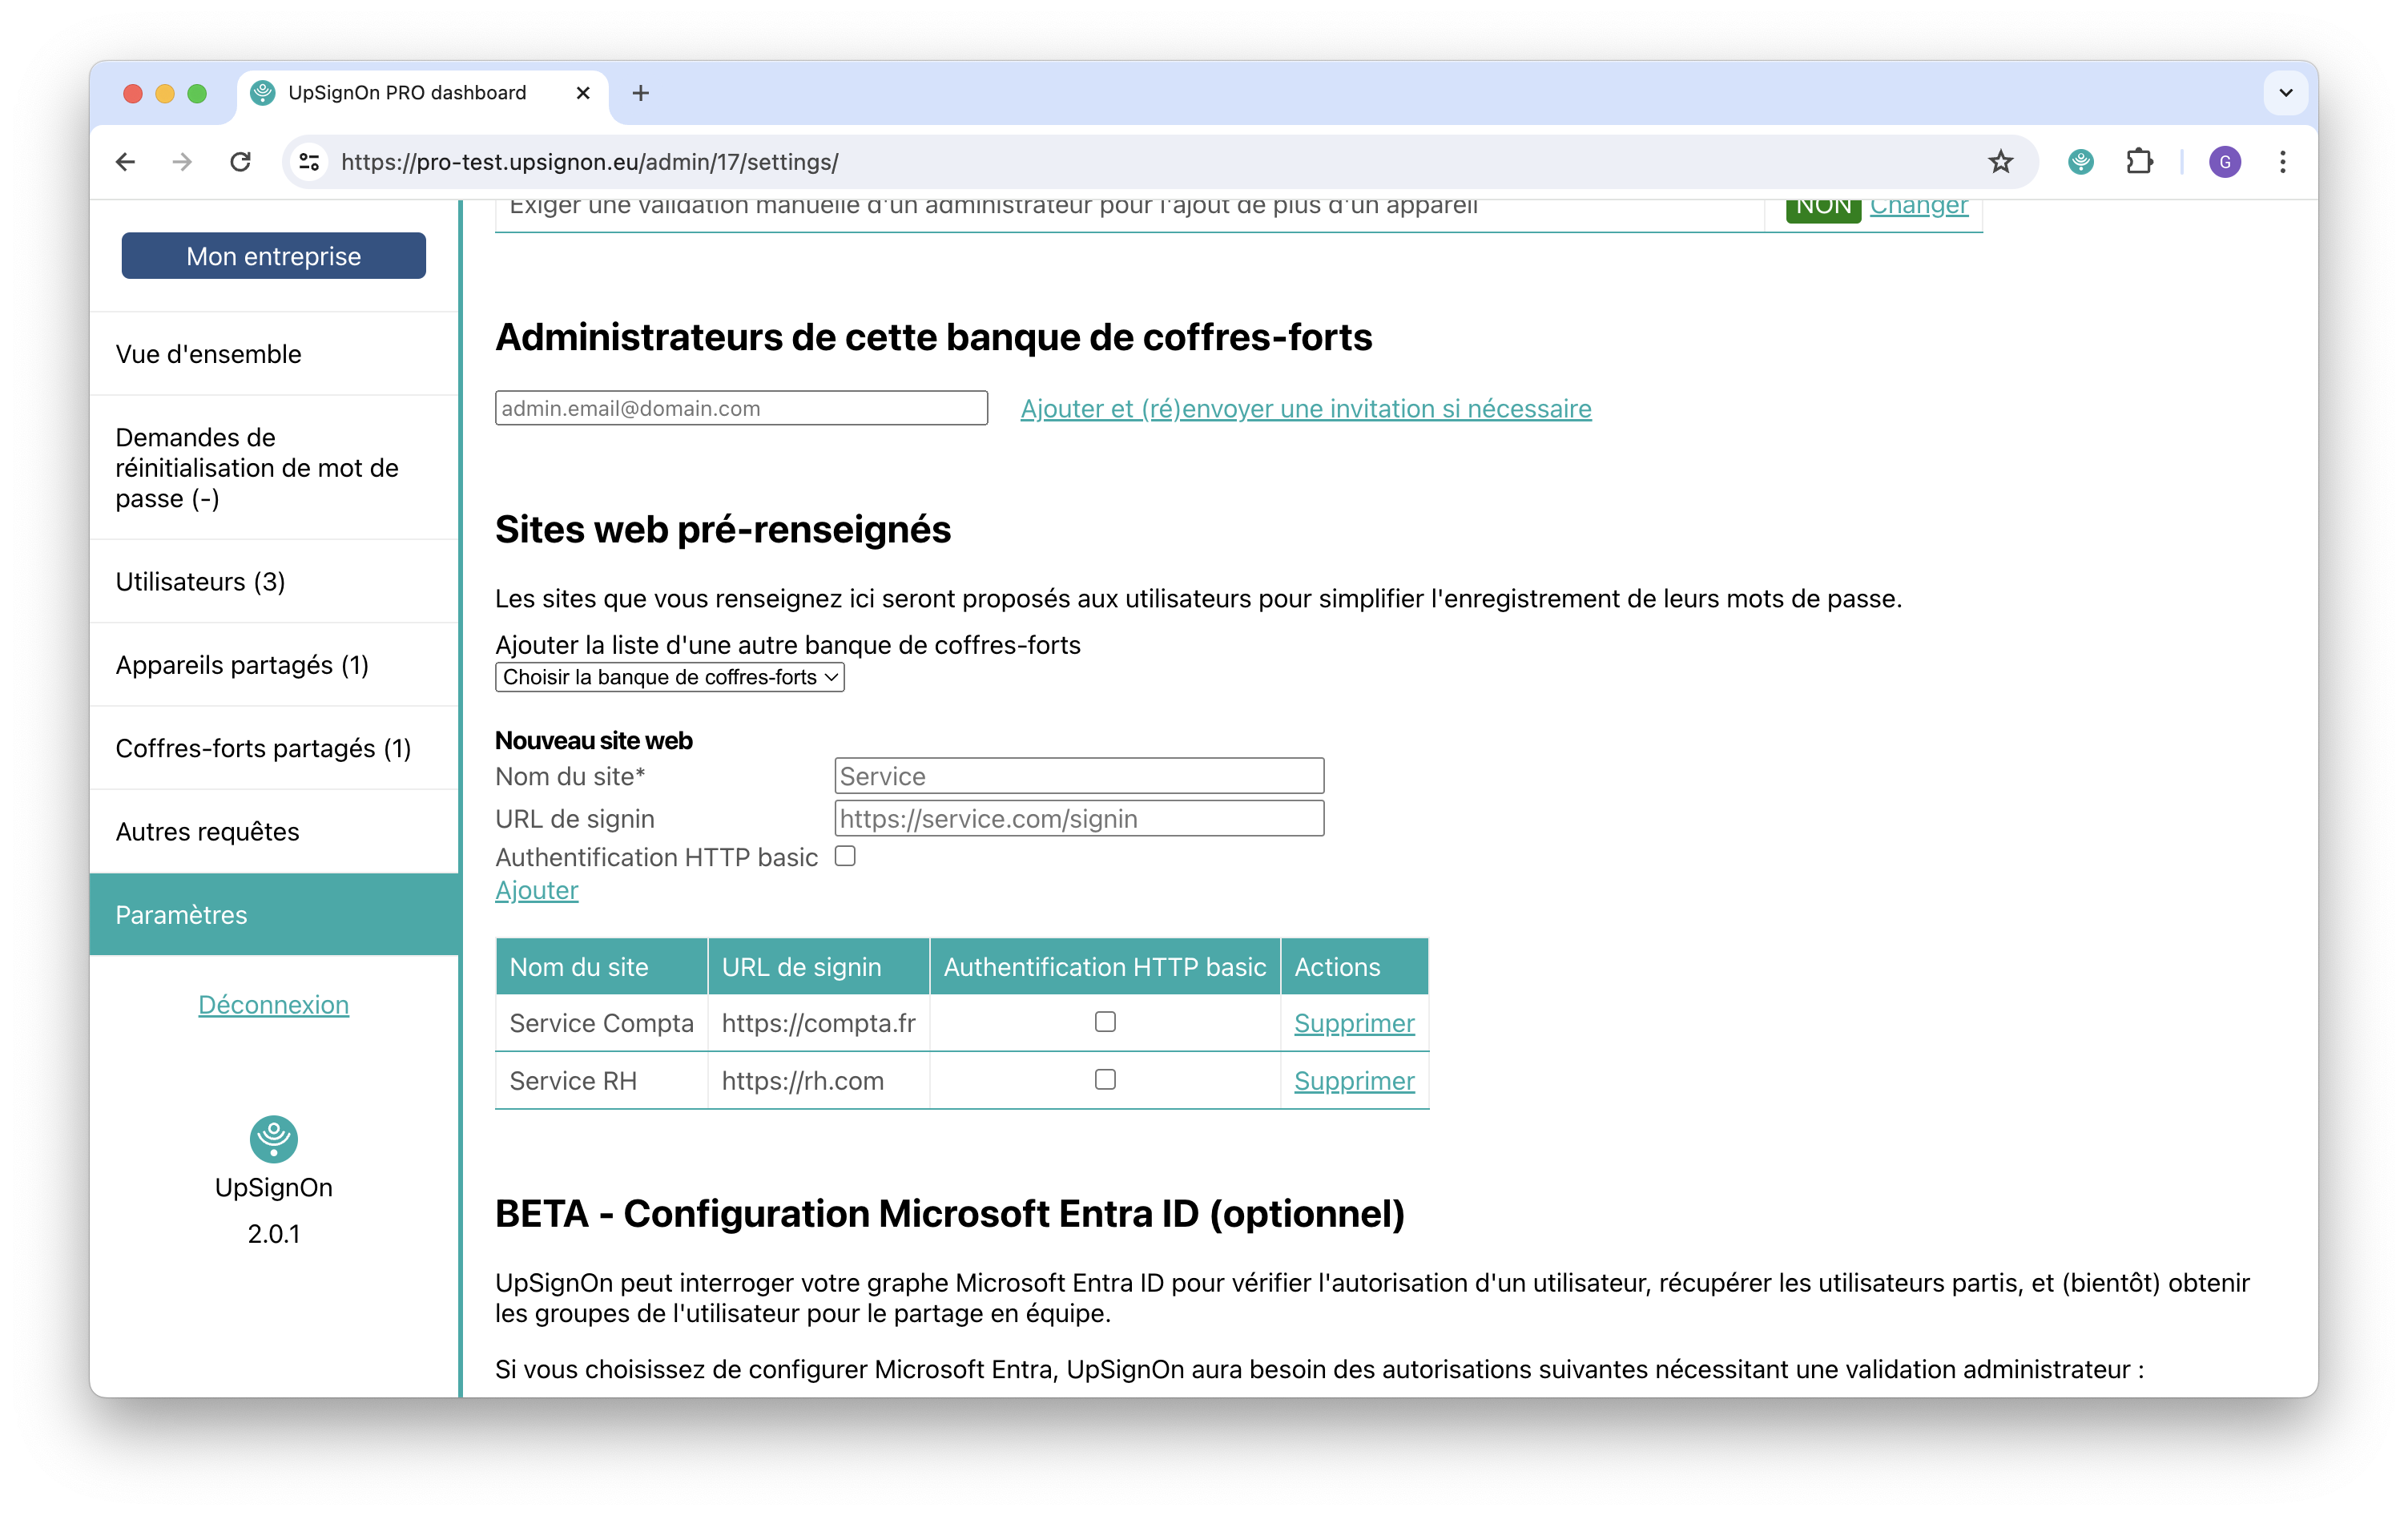 UpSignOn PRO dashboard
https://pro-test.upsignon.eu/admin/17/settings/
G
Mon entreprise
Vue d'ensemble
Demandes de
réinitialisation de mot de
passe (-)
Utilisateurs (3)
Appareils partagés (1)
Coffres-forts partagés (1)
Autres requêtes
Paramètres
Déconnexion
UpSignOn
2.0.1
Exiger une validation manuelle d'un administrateur pour l'ajout de plus d'un appareil NON Changer
Administrateurs de cette banque de coffres-forts
admin.email@domain.com Ajouter et (ré)envoyer une invitation si nécessaire
Sites web pré-renseignés
Les sites que vous renseignez ici seront proposés aux utilisateurs pour simplifier l'enregistrement de leurs mots de passe.
Ajouter la liste d'une autre banque de coffres-forts
Choisir la banque de coffres-forts
Nouveau site web
Nom du site* Service
URL de signin https://service.com/signin
Authentification HTTP basic
Ajouter
Nom du site URL de signin Authentification HTTP basic Actions
Service Compta https://compta.fr Supprimer
Service RH https://rh.com Supprimer
BETA - Configuration Microsoft Entra ID (optionnel)
UpSignOn peut interroger votre graphe Microsoft Entra ID pour vérifier l'autorisation d'un utilisateur, récupérer les utilisateurs partis, et (bientôt) obtenir
les groupes de l'utilisateur pour le partage en équipe.
Si vous choisissez de configurer Microsoft Entra, UpSignOn aura besoin des autorisations suivantes nécessitant une validation administrateur :